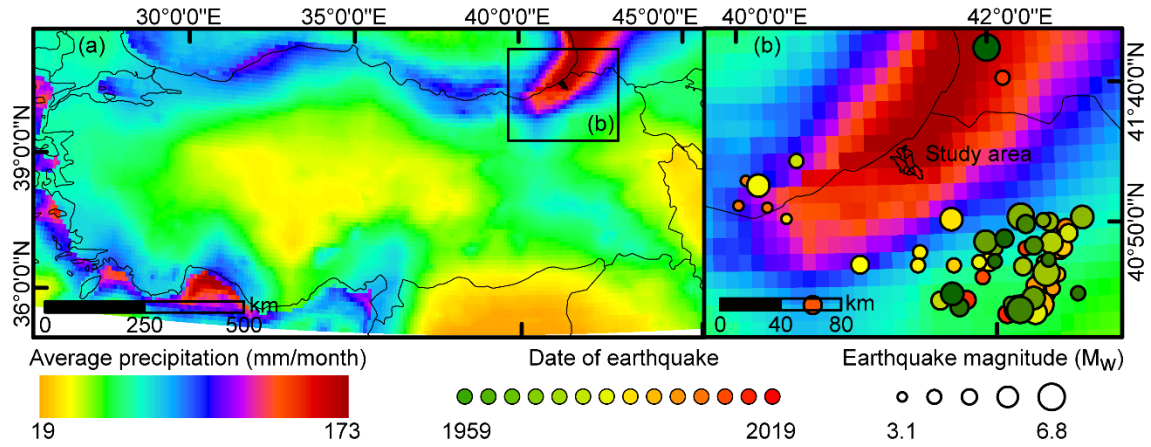 30°0'0"E 35°0'0"E 40°0'0"E 45°0'0"E
40°0'0"E 42°0'0"E
(a)
(b)
39°0'0"N
36°0'0"N
km
0 250 500
(b)
Study area
41°40'0"N
40°50'0"N
km
0 40 80
42°0'0"E
Average precipitation (mm/month)
19 173
Date of earthquake
1959 2019
Earthquake magnitude (Mw)
3.1 6.8